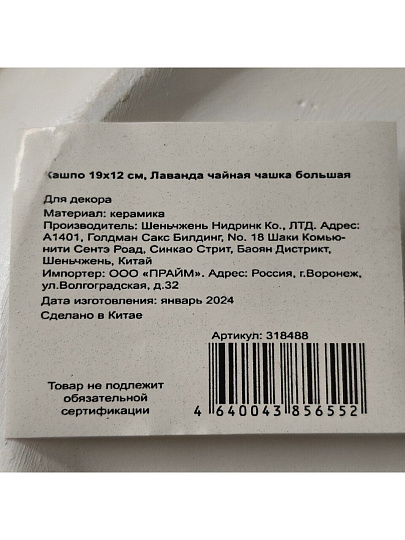 Кашпо 19х12 см, Лаванда чайная чашка большая
Для декора
Материал: керамика
Производитель: Шеньчжень Нидринк Ко., ЛТД. Адрес:
А1401, Голдман Сакс Билдинг, No. 18 Шаки Комью-
нити Сентэ Роад, Синкао Стрит, Баоян Дистрикт,
Шеньчжень, Китай
Импортер: ООО «ПРАЙМ». Адрес: Россия, г.Воронеж,
ул.Волгоградская, д.32
Дата изготовления: январь 2024
Сделано в Китае
Артикул: 318488
Товар не подлежит
обязательной
сертификации
4 640043 856552